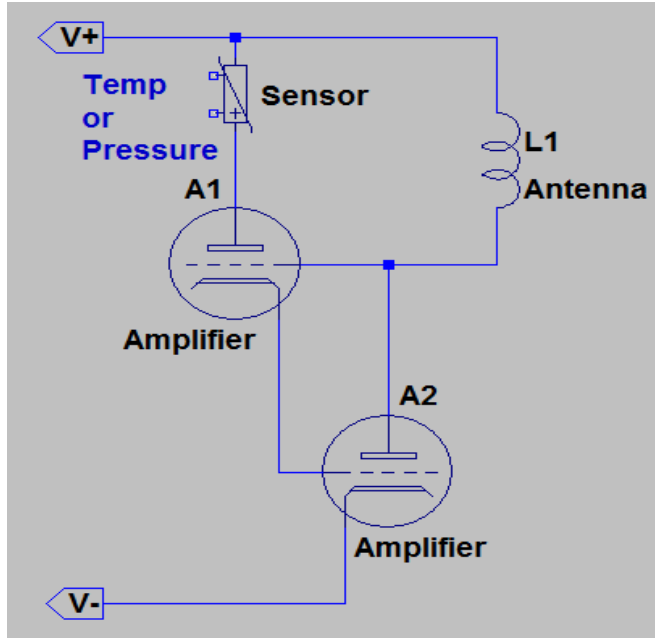 V+
Temp
or
Pressure
Sensor
L1
Antenna
A1
Amplifier
A2
Amplifier
V-